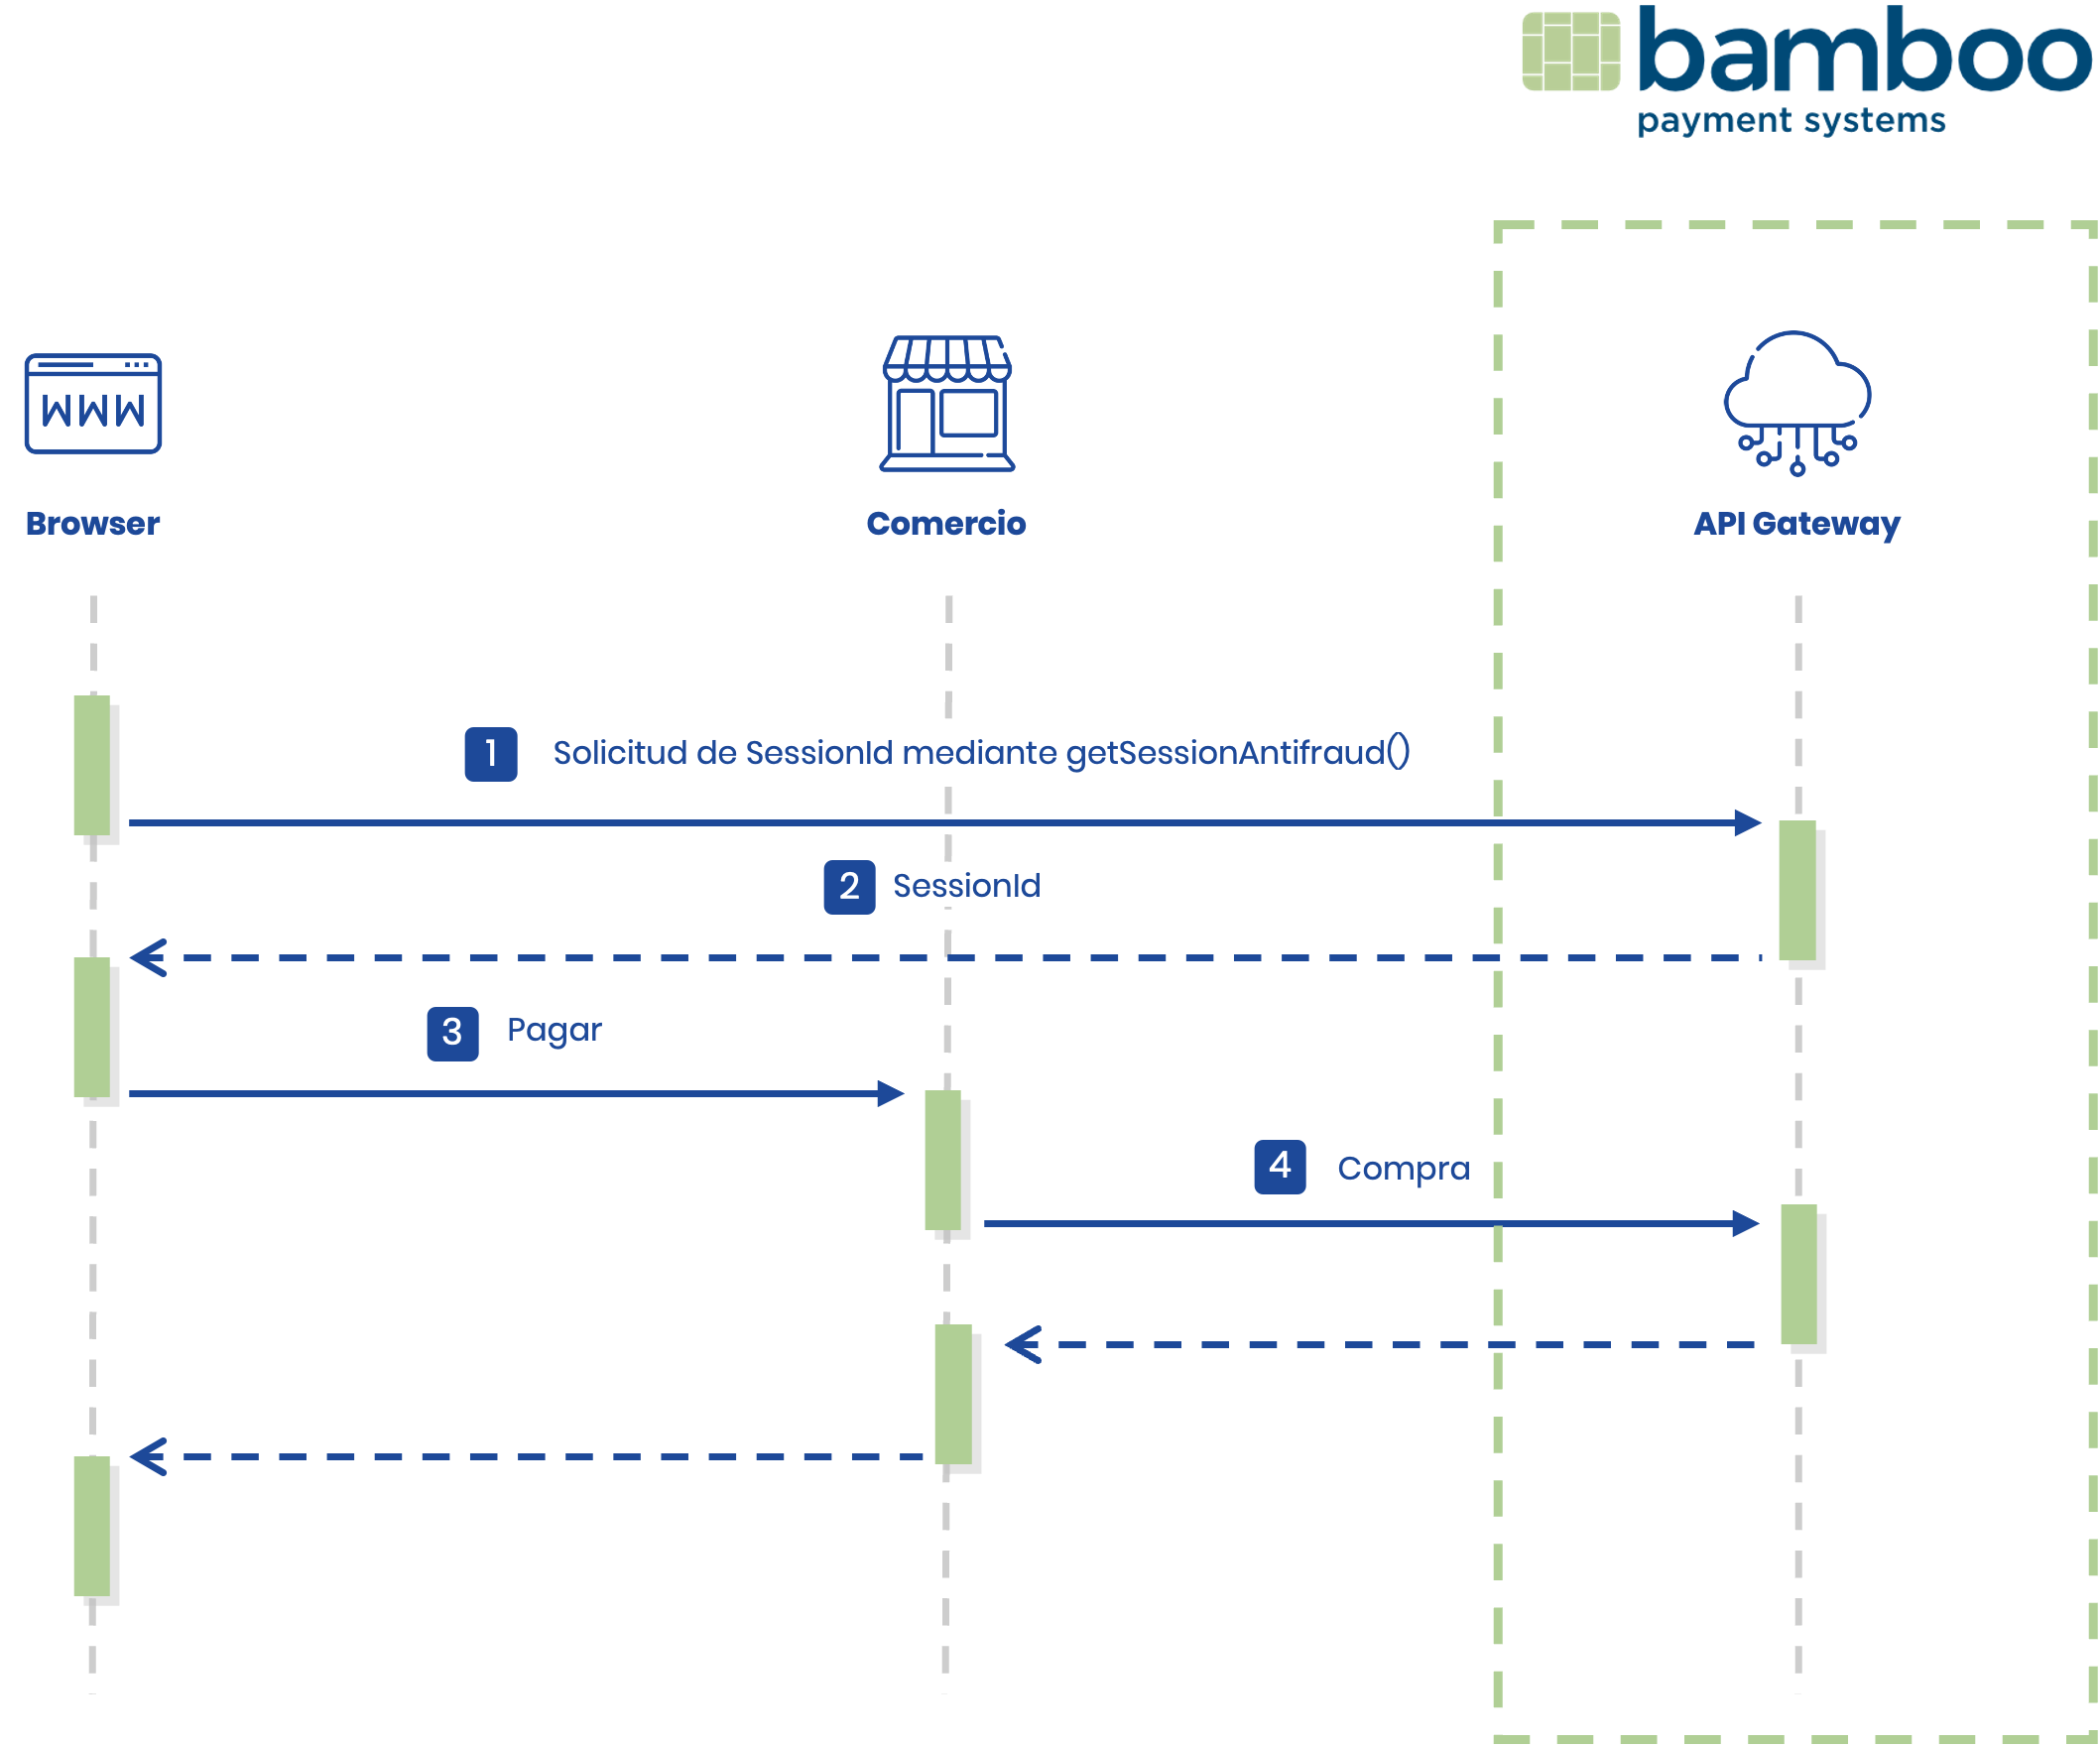 bamboo
payment systems
WWW
Browser
Comercio
API Gateway
1 Solicitud de SessionId mediante getSessionAntifraud()
2 SessionId
3 Pagar
4 Compra